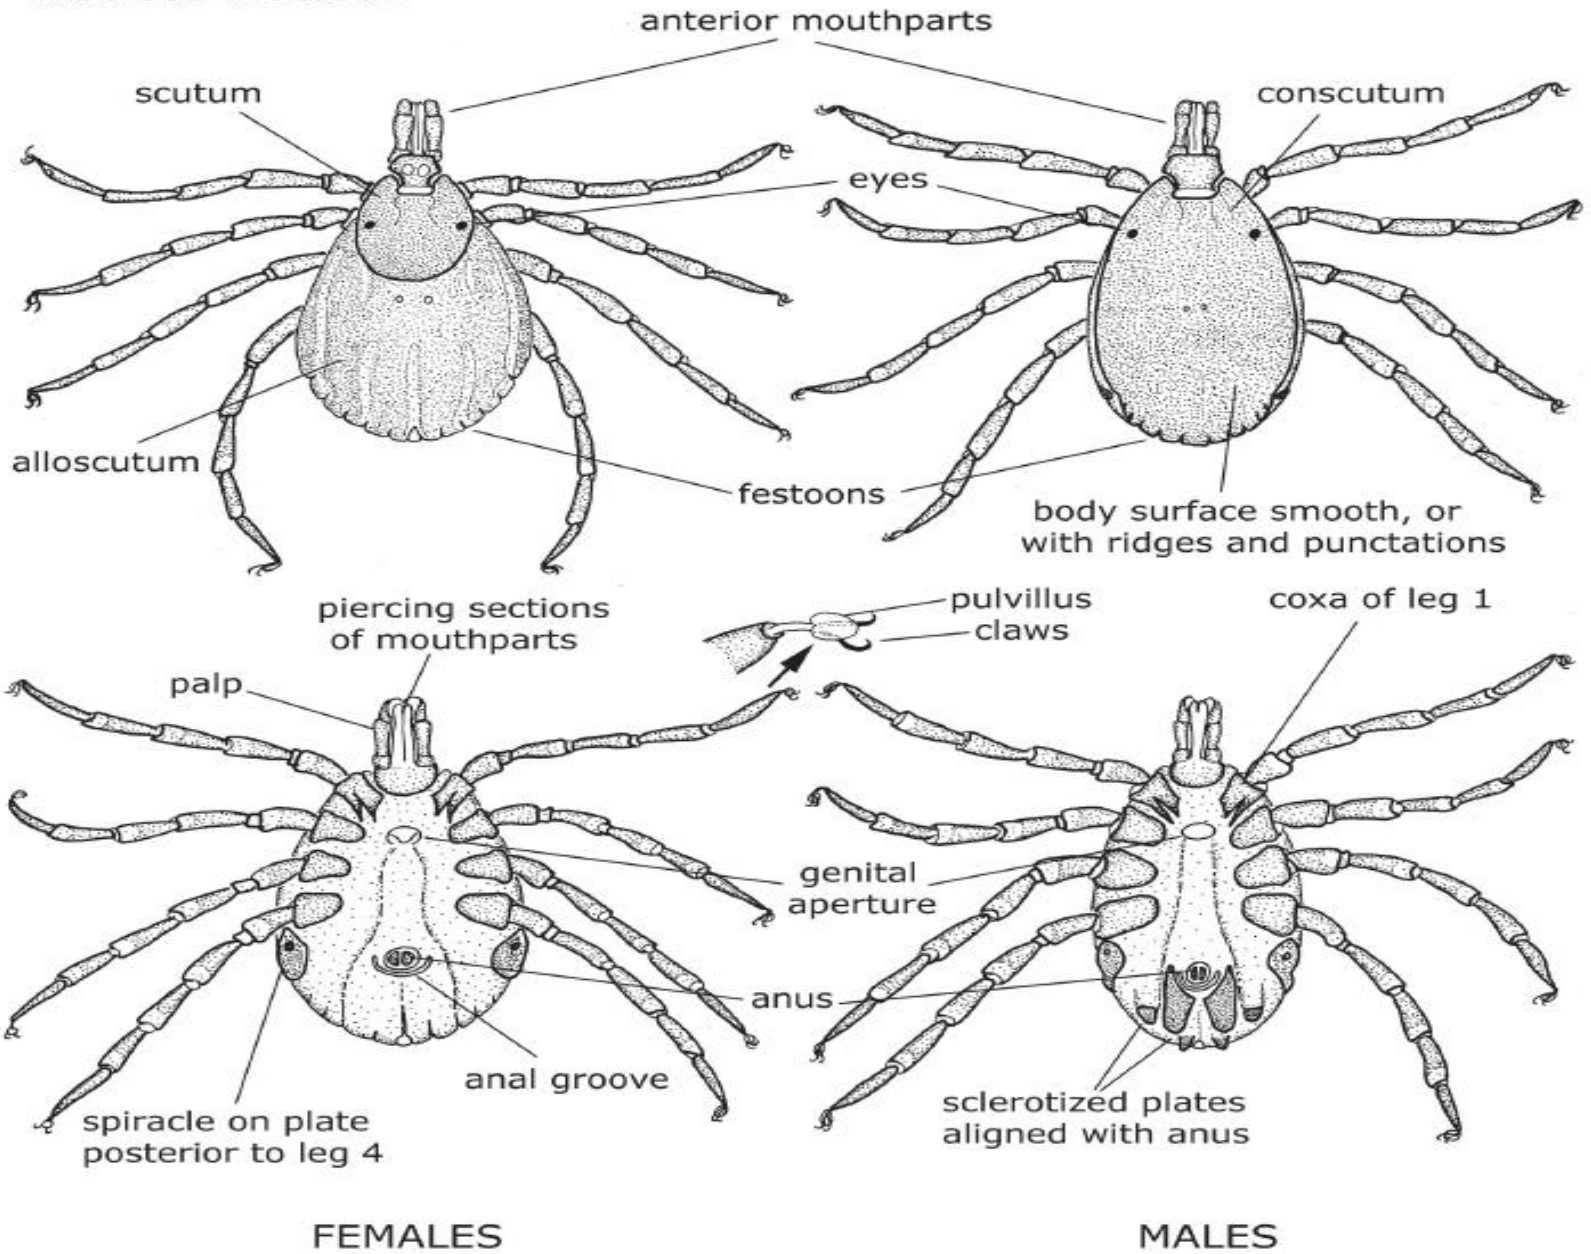 anterior mouthparts
scutum
conscutum
eyes
alloscutum
festoons
body surface smooth, or
with ridges and punctations
piercing sections
of mouthparts
pulvillus
claws
coxa of leg 1
palp
genital
aperture
anus
anal groove
sclerotized plates
aligned with anus
spiracle on plate
posterior to leg 4
FEMALES
MALES